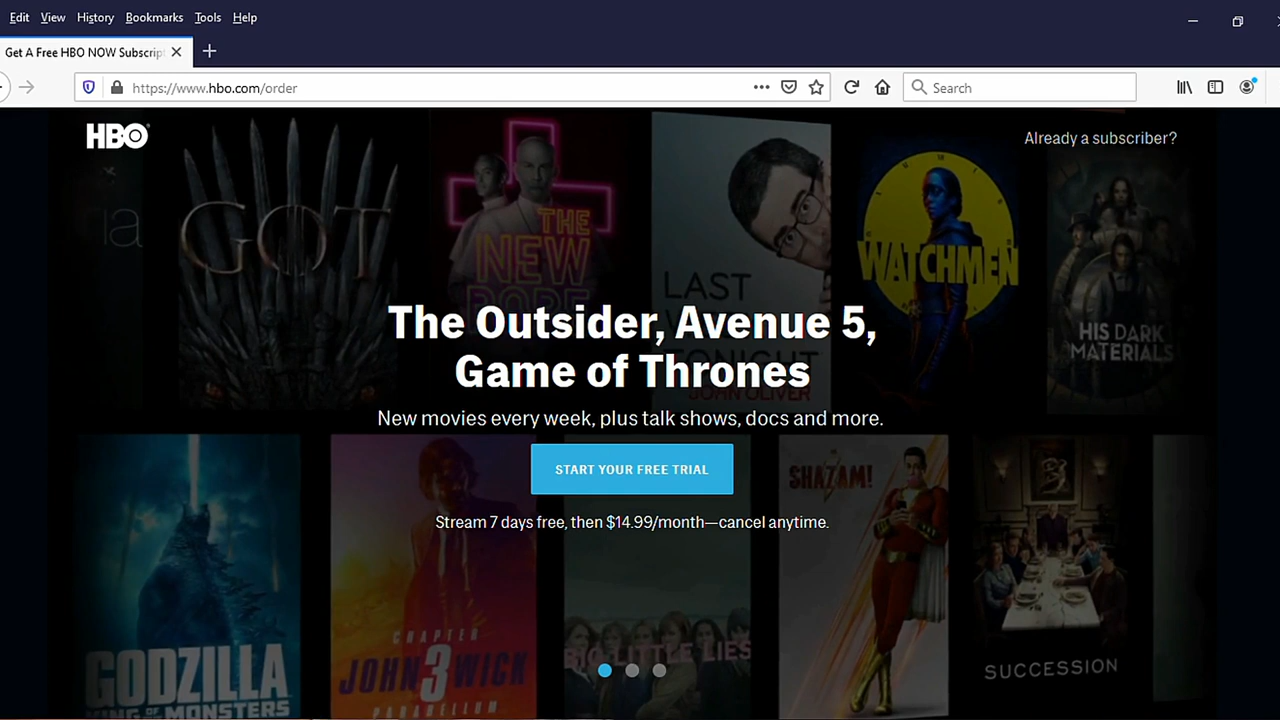 Edit View History Bookmarks Tools Help
Get A Free HBO NOW Subscript
https://www.hbo.com/order
Search
HBO
Already a subscriber?
GOT
THE
NEW
POPE
LAST
TONIGHT
JOHN OLIVER
WATCHMEN
HIS DARK
MATERIALS
The Outsider, Avenue 5,
Game of Thrones
New movies every week, plus talk shows, docs and more.
START YOUR FREE TRIAL
Stream 7 days free, then $14.99/month—cancel anytime.
GODZILLA
KING OF MONSTERS
CHAPTER
JOHN 3 WICK
PARABELLUM
BIG LITTLE LIES
SHAZAM!
SUCCESSION